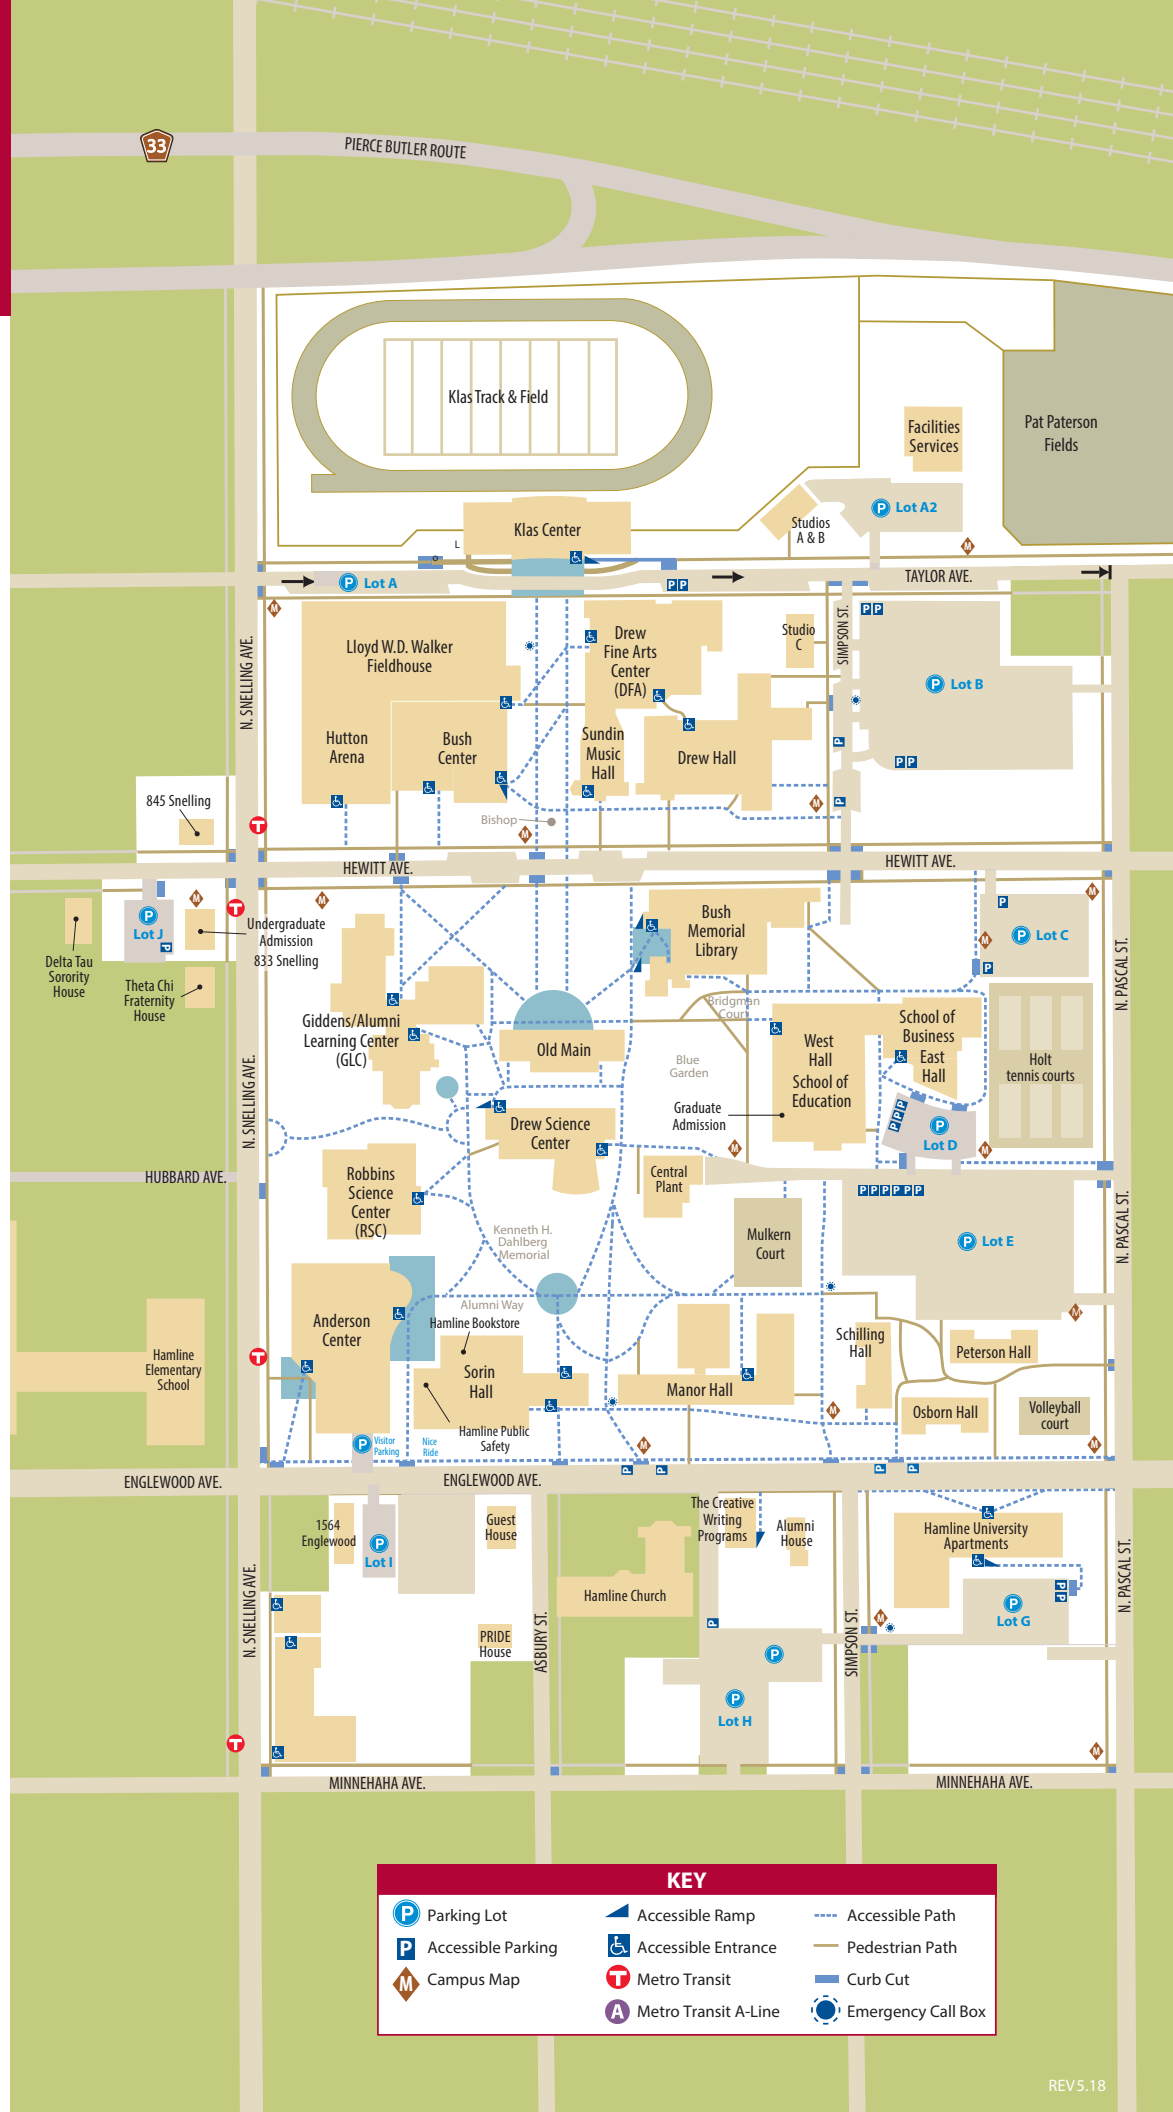 33
PIERCE BUTLER ROUTE
Klas Track & Field
Facilities
Services
Pat Paterson
Fields
Klas Center
Studios
A & B
P Lot A2
M
L
O
P Lot A
P P
TAYLOR AVE.
M
N. SNELLING AVE.
Lloyd W.D. Walker
Fieldhouse
Drew
Fine Arts
Center
(DFA)
Studio
C
SIMPSON ST.
P P
P Lot B
Hutton
Arena
Bush
Center
Sundin
Music
Hall
Drew Hall
P
P P
845 Snelling
T
Bishop
M
M
P
HEWITT AVE.
HEWITT AVE.
P
Lot J
P
M
T
M
Undergraduate
Admission
833 Snelling
Delta Tau
Sorority
House
Theta Chi
Fraternity
House
Bush
Memorial
Library
P
M
M
P Lot C
P
N. PASCAL ST.
Giddens/Alumni
Learning Center
(GLC)
Bridgman
Court
Old Main
Blue
Garden
West
Hall
School of
Education
School of
Business
East
Hall
Holt
tennis courts
N. SNELLING AVE.
Graduate
Admission
Drew Science
Center
P P P
P
Lot D
M
M
HUBBARD AVE.
Robbins
Science
Center
(RSC)
Central
Plant
P P P P P P
Kenneth H.
Dahlberg
Memorial
Mulkern
Court
P Lot E
N. PASCAL ST.
Alumni Way
Hamline Bookstore
Anderson
Center
Hamline
Elementary
School
T
Sorin
Hall
Manor Hall
Schilling
Hall
Peterson Hall
M
Osborn Hall
Volleyball
court
Hamline Public
Safety
M
M
M
P
Visitor
Parking
Nice
Ride
P P
P P
ENGLEWOOD AVE.
ENGLEWOOD AVE.
1564
Englewood
P
Lot I
Guest
House
The Creative
Writing
Programs
Alumni
House
Hamline University
Apartments
Hamline Church
P
P
P
Lot G
N. SNELLING AVE.
PRIDE
House
ASBURY ST.
P
SIMPSON ST.
M
N. PASCAL ST.
P
P
Lot H
T
M
MINNEHAHA AVE.
MINNEHAHA AVE.
KEY
P Parking Lot
P Accessible Parking
M Campus Map
Accessible Ramp
Accessible Entrance
T Metro Transit
A Metro Transit A-Line
Accessible Path
Pedestrian Path
Curb Cut
Emergency Call Box
REV 5.18